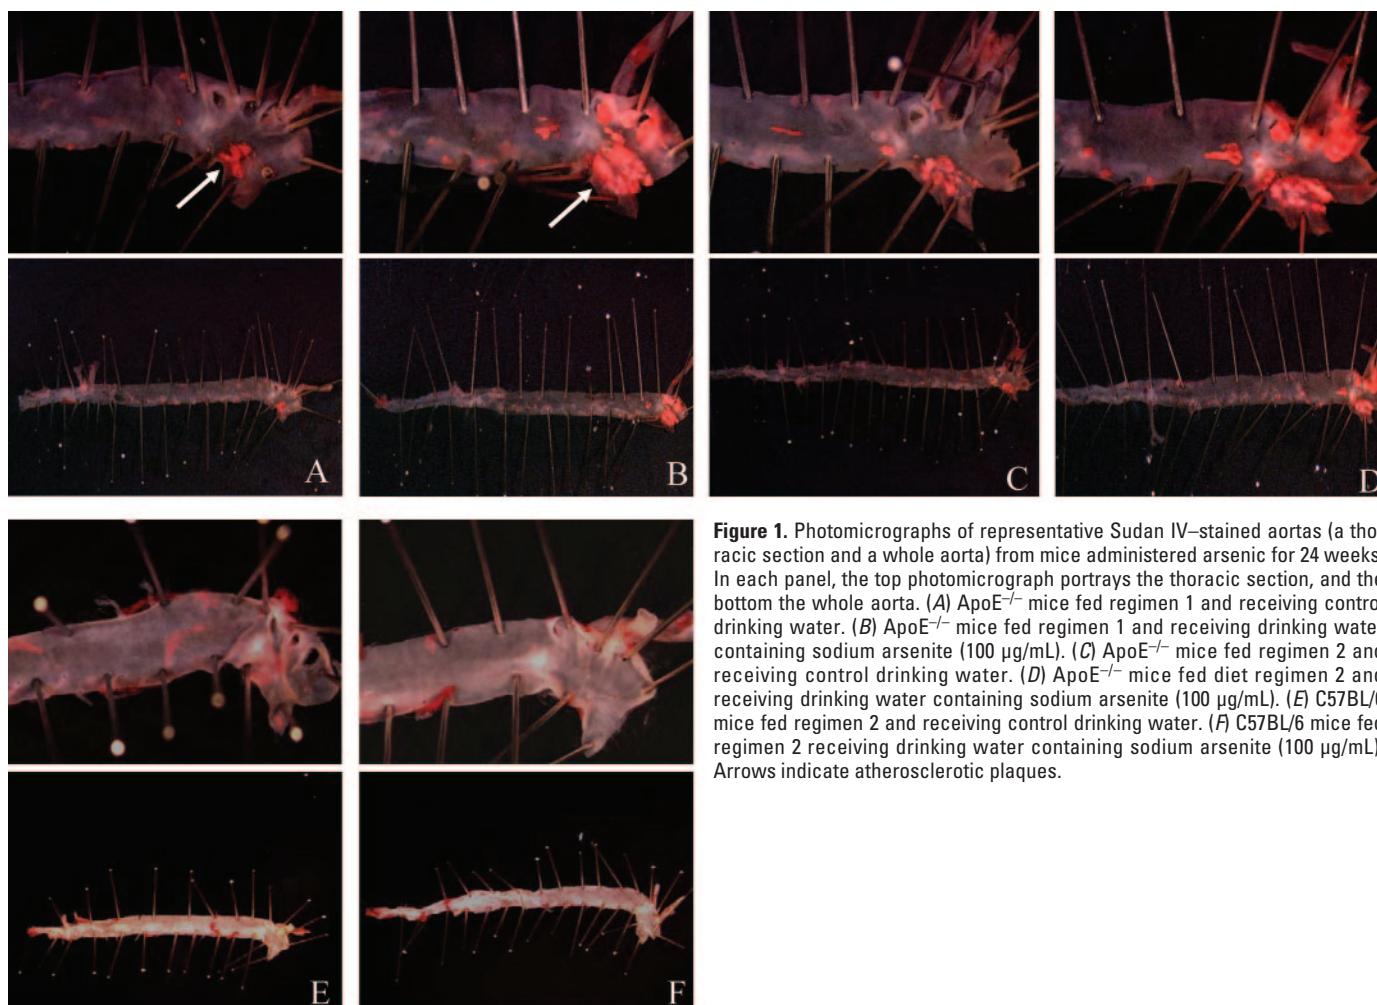 A
B
C
D
E
F
Figure 1. Photomicrographs of representative Sudan IV–stained aortas (a tho
racic section and a whole aorta) from mice administered arsenic for 24 weeks
In each panel, the top photomicrograph portrays the thoracic section, and the
bottom the whole aorta. (A) ApoE–/– mice fed regimen 1 and receiving control
drinking water. (B) ApoE–/– mice fed regimen 1 and receiving drinking wate
containing sodium arsenite (100 µg/mL). (C) ApoE–/– mice fed regimen 2 and
receiving control drinking water. (D) ApoE–/– mice fed diet regimen 2 and
receiving drinking water containing sodium arsenite (100 µg/mL). (E) C57BL/6
mice fed regimen 2 and receiving control drinking water. (F) C57BL/6 mice fed
regimen 2 receiving drinking water containing sodium arsenite (100 µg/mL)
Arrows indicate atherosclerotic plaques.